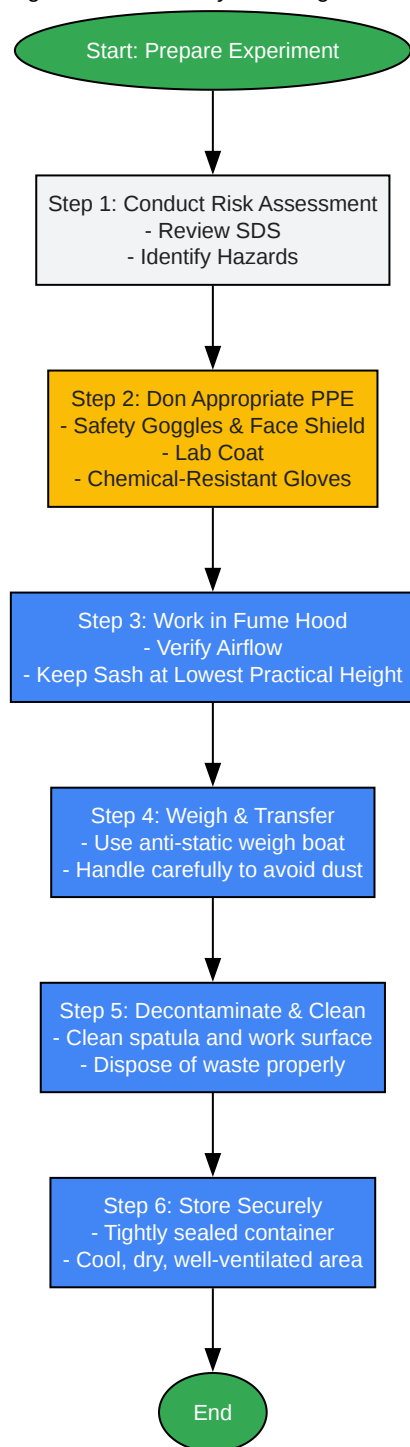 Start: Prepare Experiment
Step 1: Conduct Risk Assessment
- Review SDS
- Identify Hazards
Step 2: Don Appropriate PPE
- Safety Goggles & Face Shield
- Lab Coat
- Chemical-Resistant Gloves
Step 3: Work in Fume Hood
- Verify Airflow
- Keep Sash at Lowest Practical Height
Step 4: Weigh & Transfer
- Use anti-static weigh boat
- Handle carefully to avoid dust
Step 5: Decontaminate & Clean
- Clean spatula and work surface
- Dispose of waste properly
Step 6: Store Securely
- Tightly sealed container
- Cool, dry, well-ventilated area
End